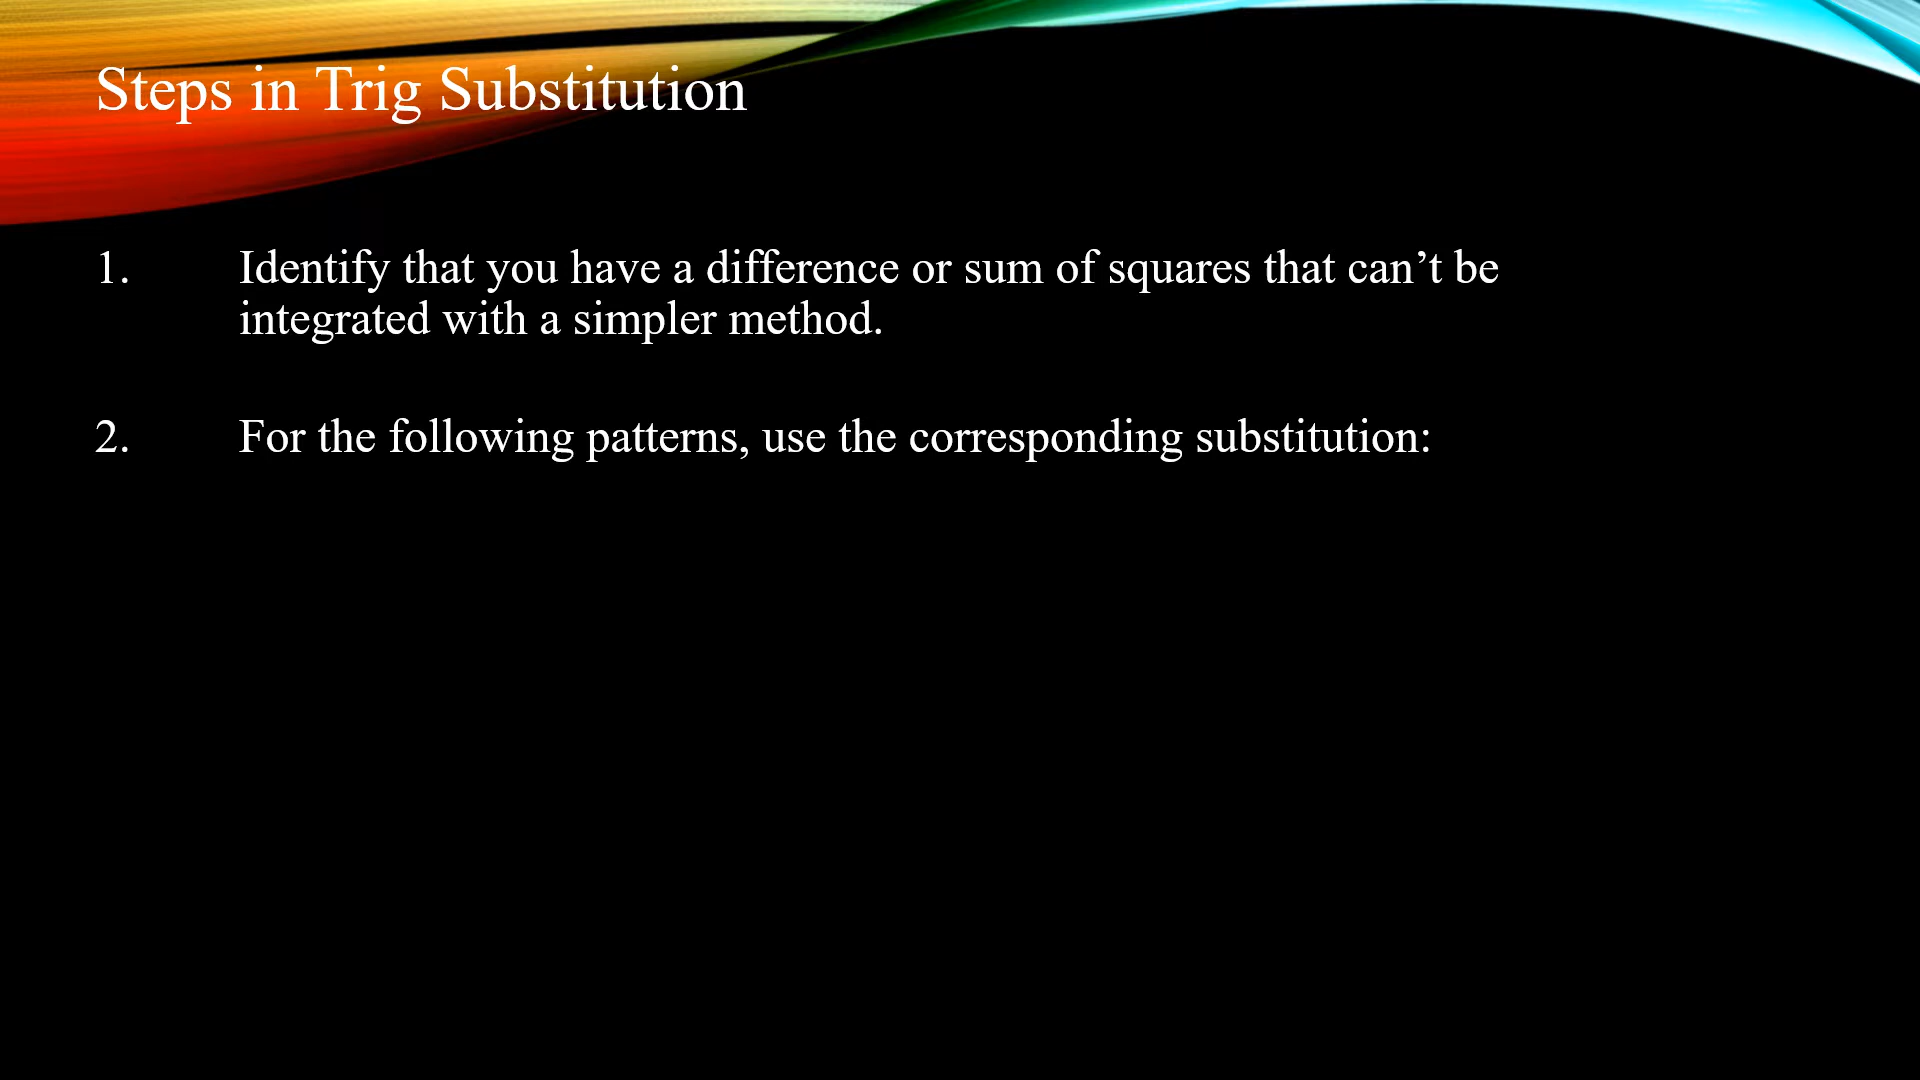 Steps in Trig Substitution
1. Identify that you have a difference or sum of squares that can’t be
integrated with a simpler method.
2. For the following patterns, use the corresponding substitution: